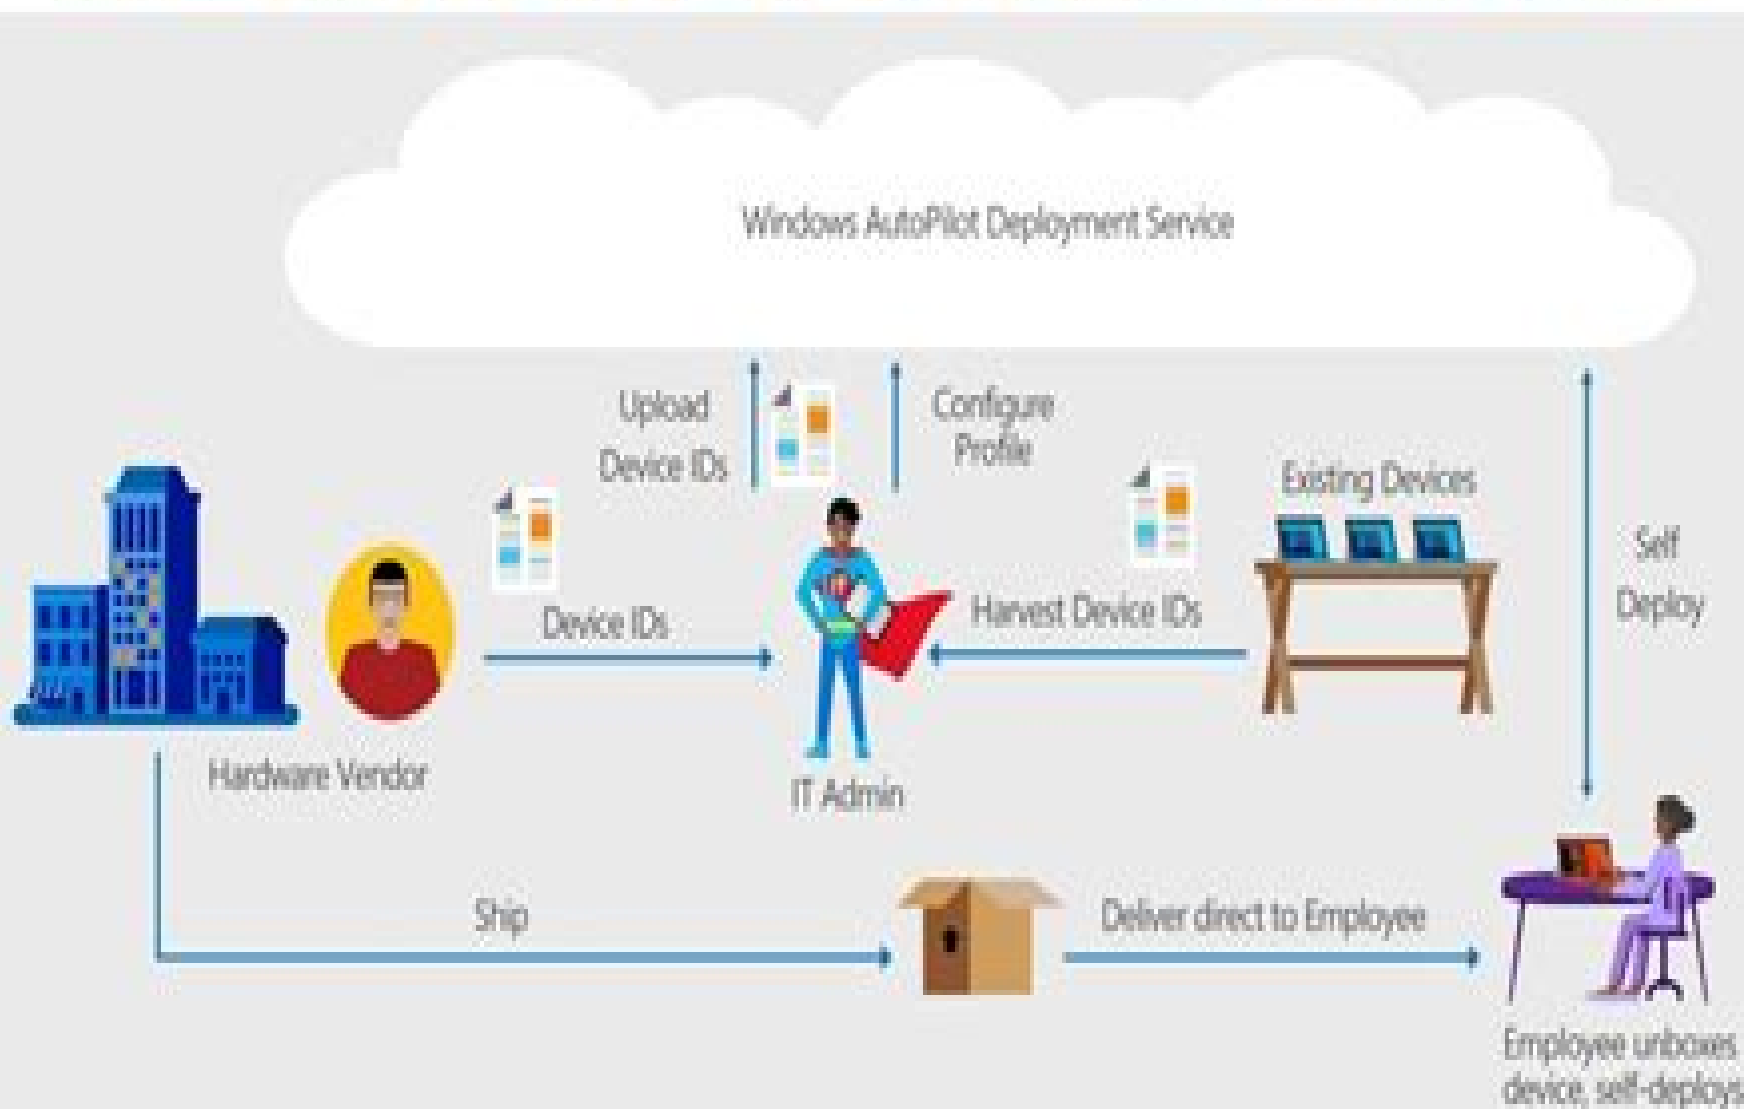 Windows AutoPilot Deployment Service
Upload
Device IDs
Configure
Profile
Existing Devices
Self
Deploy
Device IDs
Harvest Device IDs
Hardware Vendor
IT Admin
Ship
Deliver direct to Employee
Employee unboxes
device, self-deploys